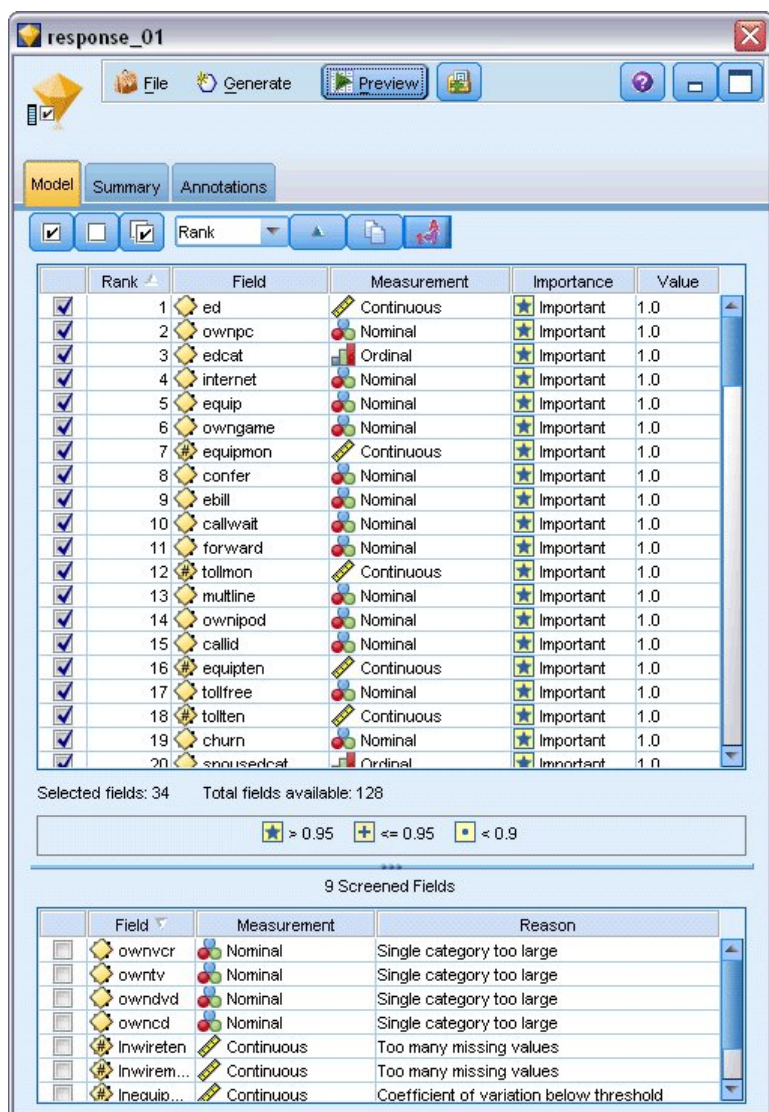 response_01
File Generate Preview
Model Summary Annotations
Rank
Rank Field Measurement Importance Value
1 ed Continuous Important 1.0
2 ownpc Nominal Important 1.0
3 edcat Ordinal Important 1.0
4 internet Nominal Important 1.0
5 equip Nominal Important 1.0
6 owngame Nominal Important 1.0
7 equipmon Continuous Important 1.0
8 confer Nominal Important 1.0
9 ebill Nominal Important 1.0
10 callwait Nominal Important 1.0
11 forward Nominal Important 1.0
12 tollmon Continuous Important 1.0
13 multline Nominal Important 1.0
14 ownipod Nominal Important 1.0
15 callid Nominal Important 1.0
16 equipten Continuous Important 1.0
17 tollfree Nominal Important 1.0
18 tollten Continuous Important 1.0
19 churn Nominal Important 1.0
20 spousedcat Ordinal Important 1.0
Selected fields: 34 Total fields available: 128
> 0.95 <= 0.95 < 0.9
9 Screened Fields
Field Measurement Reason
ownvcr Nominal Single category too large
owntv Nominal Single category too large
owndvd Nominal Single category too large
owncd Nominal Single category too large
lnwireten Continuous Too many missing values
lnwirem... Continuous Too many missing values
lnequip... Continuous Coefficient of variation below threshold